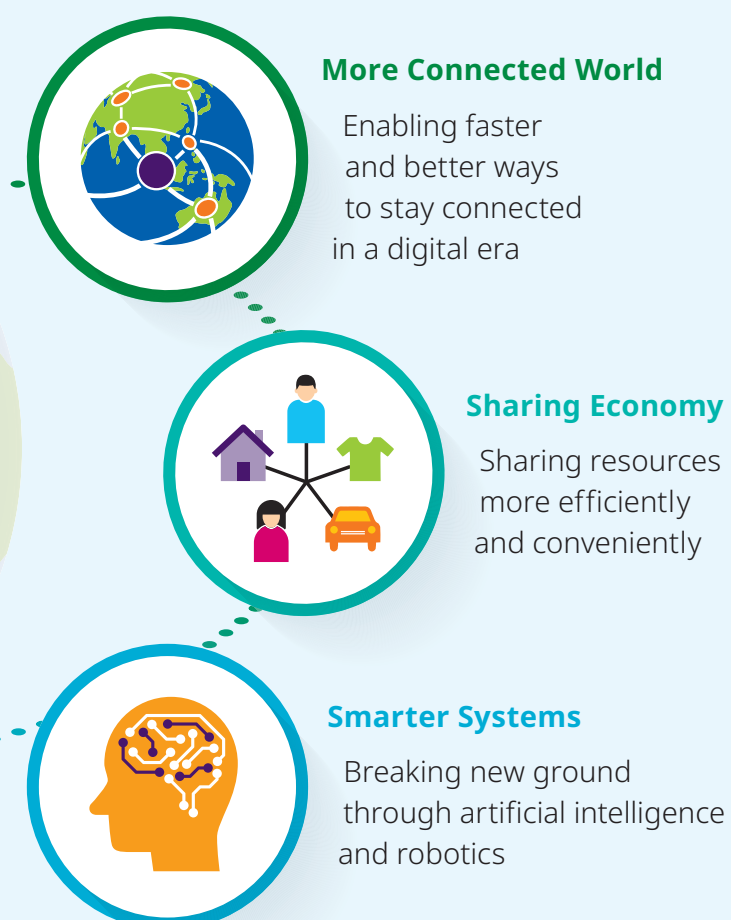 More Connected World
Enabling faster
and better ways
to stay connected
in a digital era
Sharing Economy
Sharing resources
more efficiently
and conveniently
Smarter Systems
Breaking new ground
through artificial intelligence
and robotics